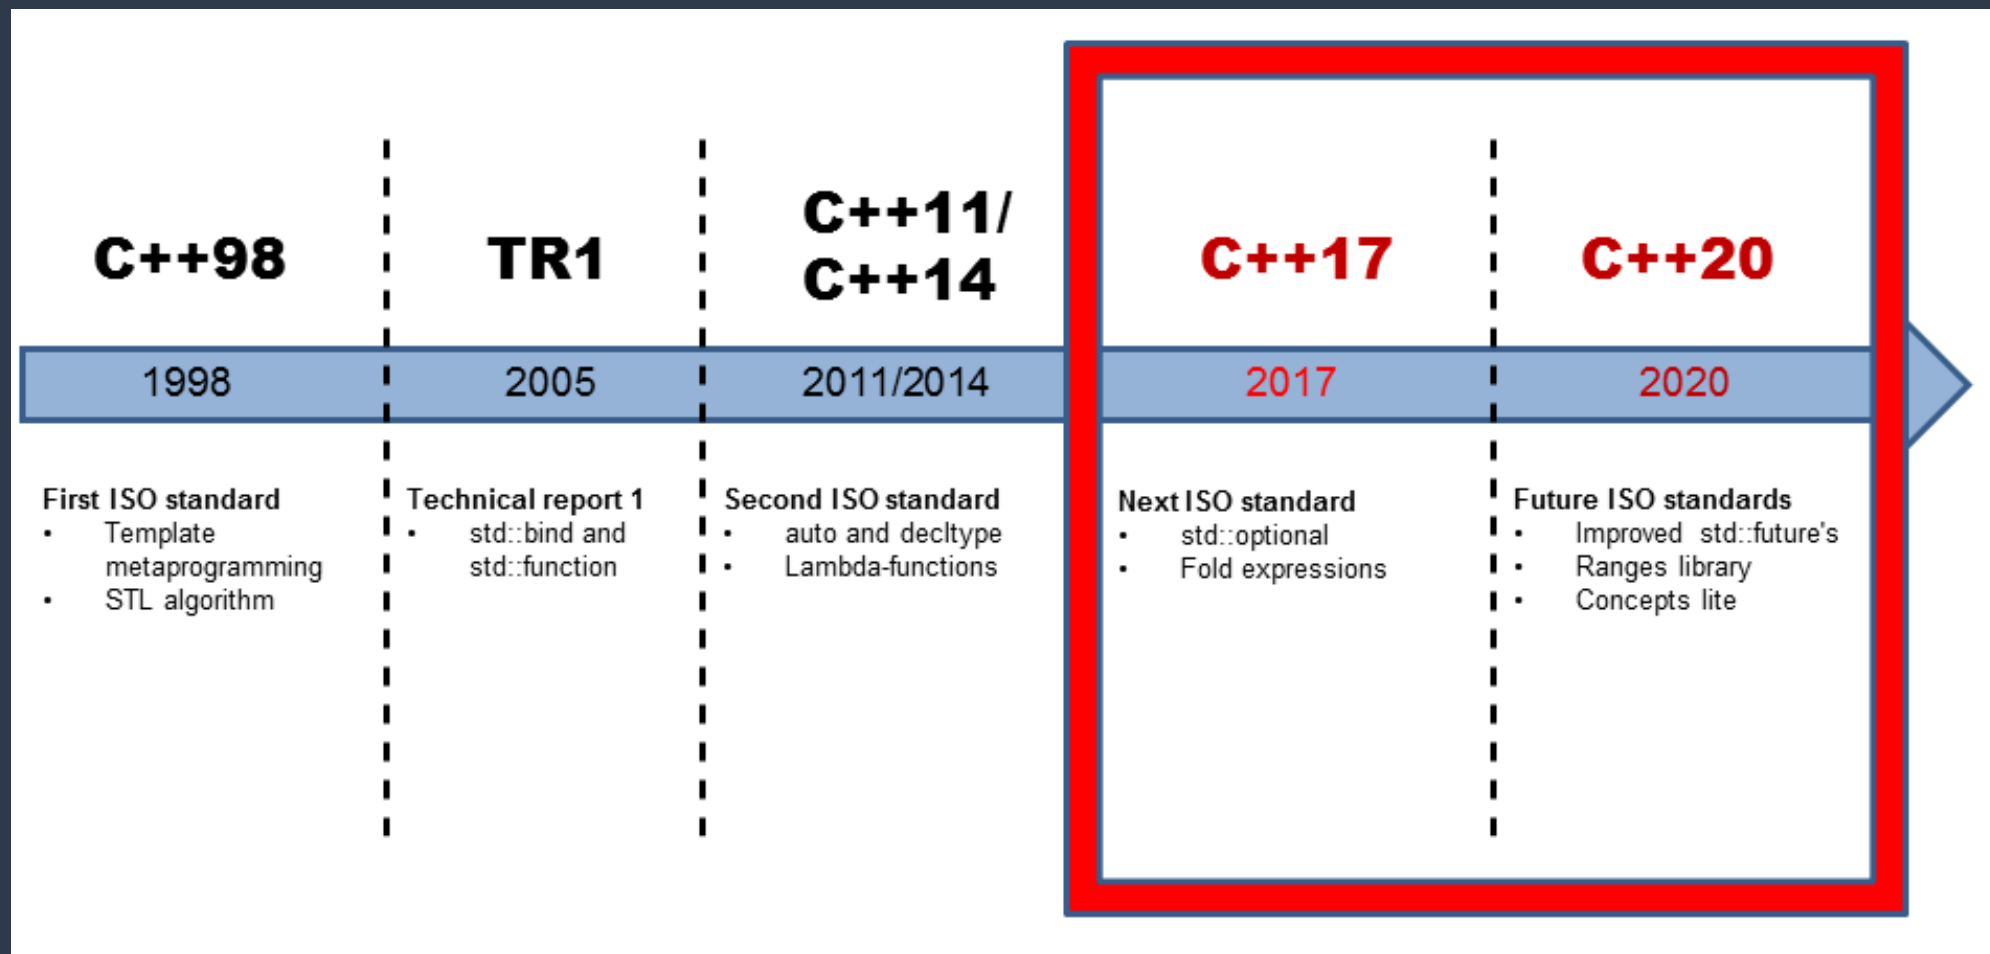 C++98
TR1
C++11/
C++14
C++17
C++20
1998
2005
2011/2014
2017
2020
First ISO standard
• Template
metaprogramming
• STL algorithm
Technical report 1
• std::bind and
std::function
Second ISO standard
• auto and decltype
• Lambda-functions
Next ISO standard
• std::optional
• Fold expressions
Future ISO standards
• Improved std::future's
• Ranges library
• Concepts lite